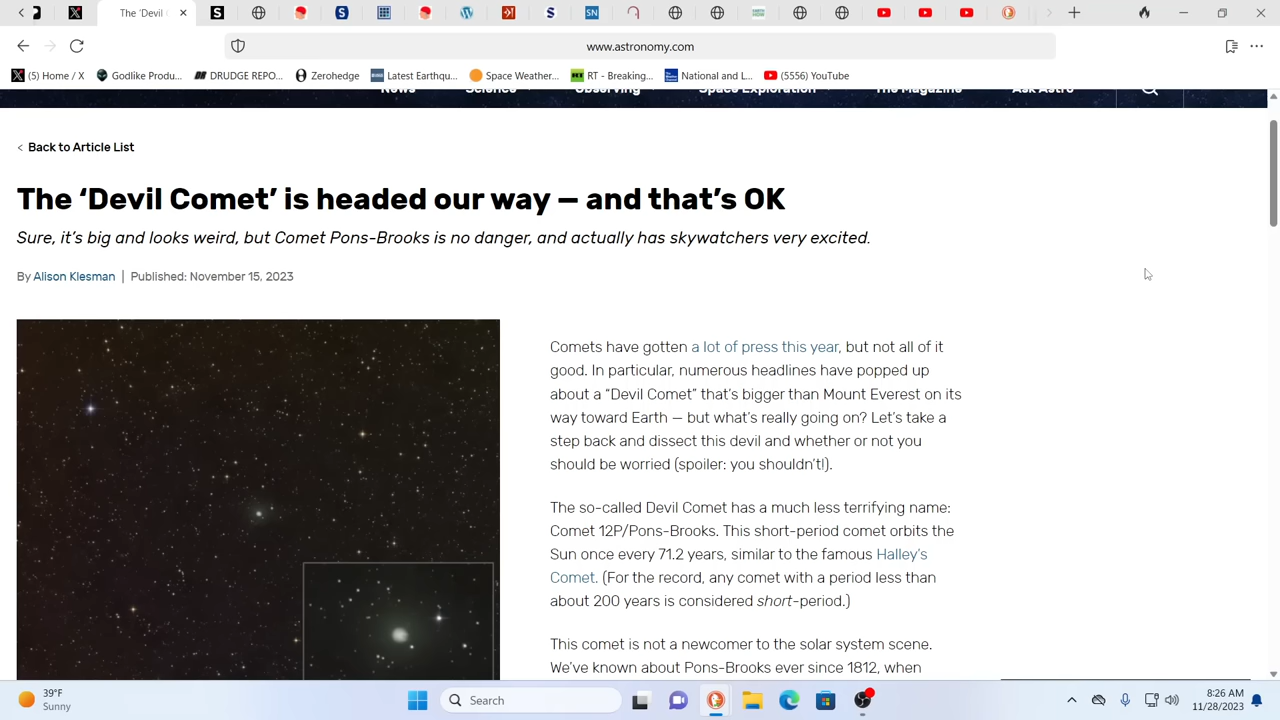 The 'Devil C
www.astronomy.com
(5) Home / X
Godlike Produ...
DRUDGE REPO...
Zerohedge
Latest Earthqu...
Space Weather...
RT - Breaking...
National and L...
(5556) YouTube
News Science Observing Space Exploration The Magazine Ask Astro
< Back to Article List
The ‘Devil Comet’ is headed our way — and that’s OK
Sure, it’s big and looks weird, but Comet Pons-Brooks is no danger, and actually has skywatchers very excited.
By Alison Klesman | Published: November 15, 2023
Comets have gotten a lot of press this year, but not all of it
good. In particular, numerous headlines have popped up
about a “Devil Comet” that’s bigger than Mount Everest on its
way toward Earth — but what’s really going on? Let’s take a
step back and dissect this devil and whether or not you
should be worried (spoiler: you shouldn’t!).
The so-called Devil Comet has a much less terrifying name:
Comet 12P/Pons-Brooks. This short-period comet orbits the
Sun once every 71.2 years, similar to the famous Halley’s
Comet. (For the record, any comet with a period less than
about 200 years is considered short-period.)
This comet is not a newcomer to the solar system scene.
We’ve known about Pons-Brooks ever since 1812, when
39°F
Sunny
Search
8:26 AM
11/28/2023